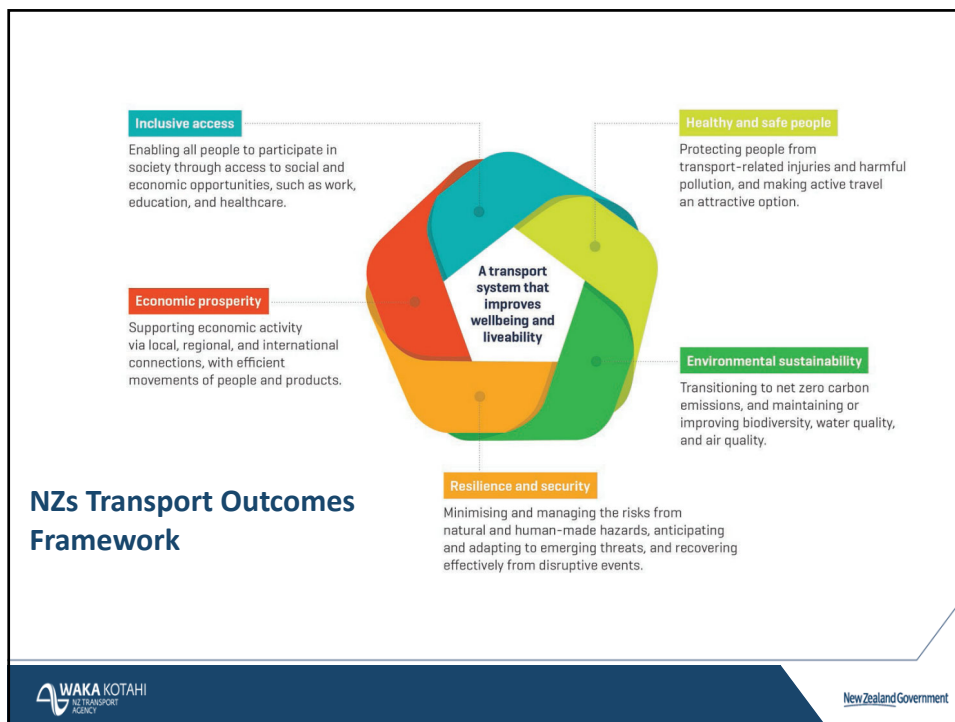 Inclusive access
Enabling all people to participate in
society through access to social and
economic opportunities, such as work,
education, and healthcare.
Healthy and safe people
Protecting people from
transport-related injuries and harmful
pollution, and making active travel
an attractive option.
A transport
system that
improves
wellbeing and
liveability
Economic prosperity
Supporting economic activity
via local, regional, and international
connections, with efficient
movements of people and products.
Environmental sustainability
Transitioning to net zero carbon
emissions, and maintaining or
improving biodiversity, water quality,
and air quality.
Resilience and security
Minimising and managing the risks from
natural and human-made hazards, anticipating
and adapting to emerging threats, and recovering
effectively from disruptive events.
NZs Transport Outcomes
Framework
WAKA KOTAHI
NZ TRANSPORT
AGENCY
New Zealand Government